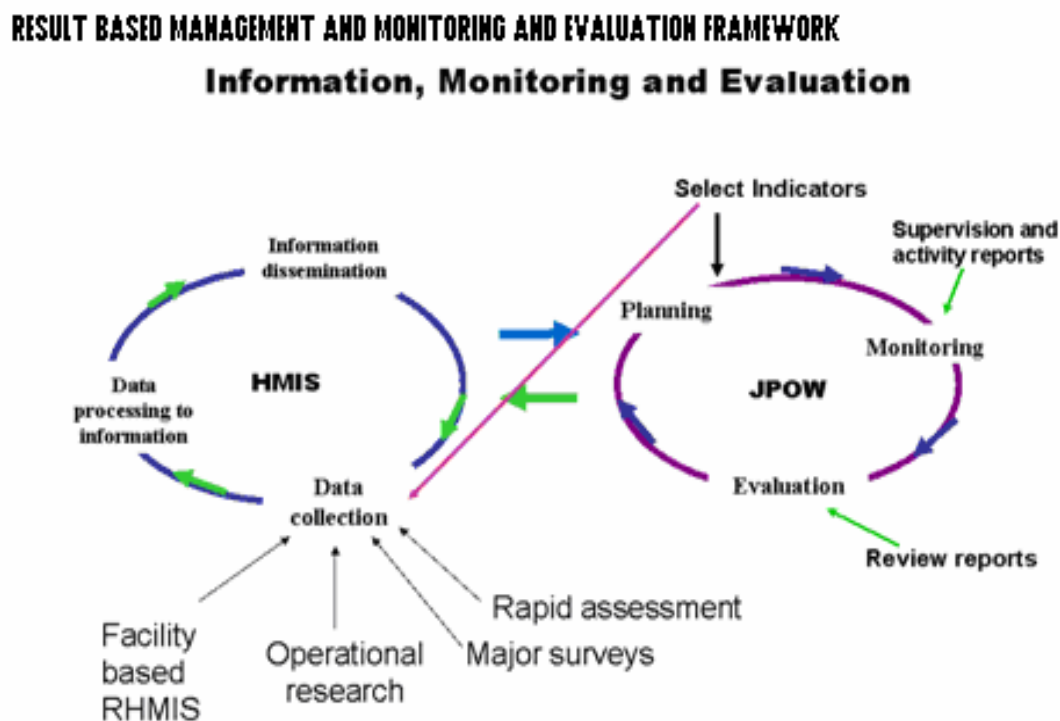 RESULT BASED MANAGEMENT AND MONITORING AND EVALUATION FRAMEWORK
Information, Monitoring and Evaluation
Select Indicators
Supervision and
activity reports
Information
dissemination
Planning
Monitoring
HMIS
JPOW
Data
processing to
information
Data
collection
Evaluation
Review reports
Rapid assessment
Facility
based
RHMIS
Operational
research
Major surveys